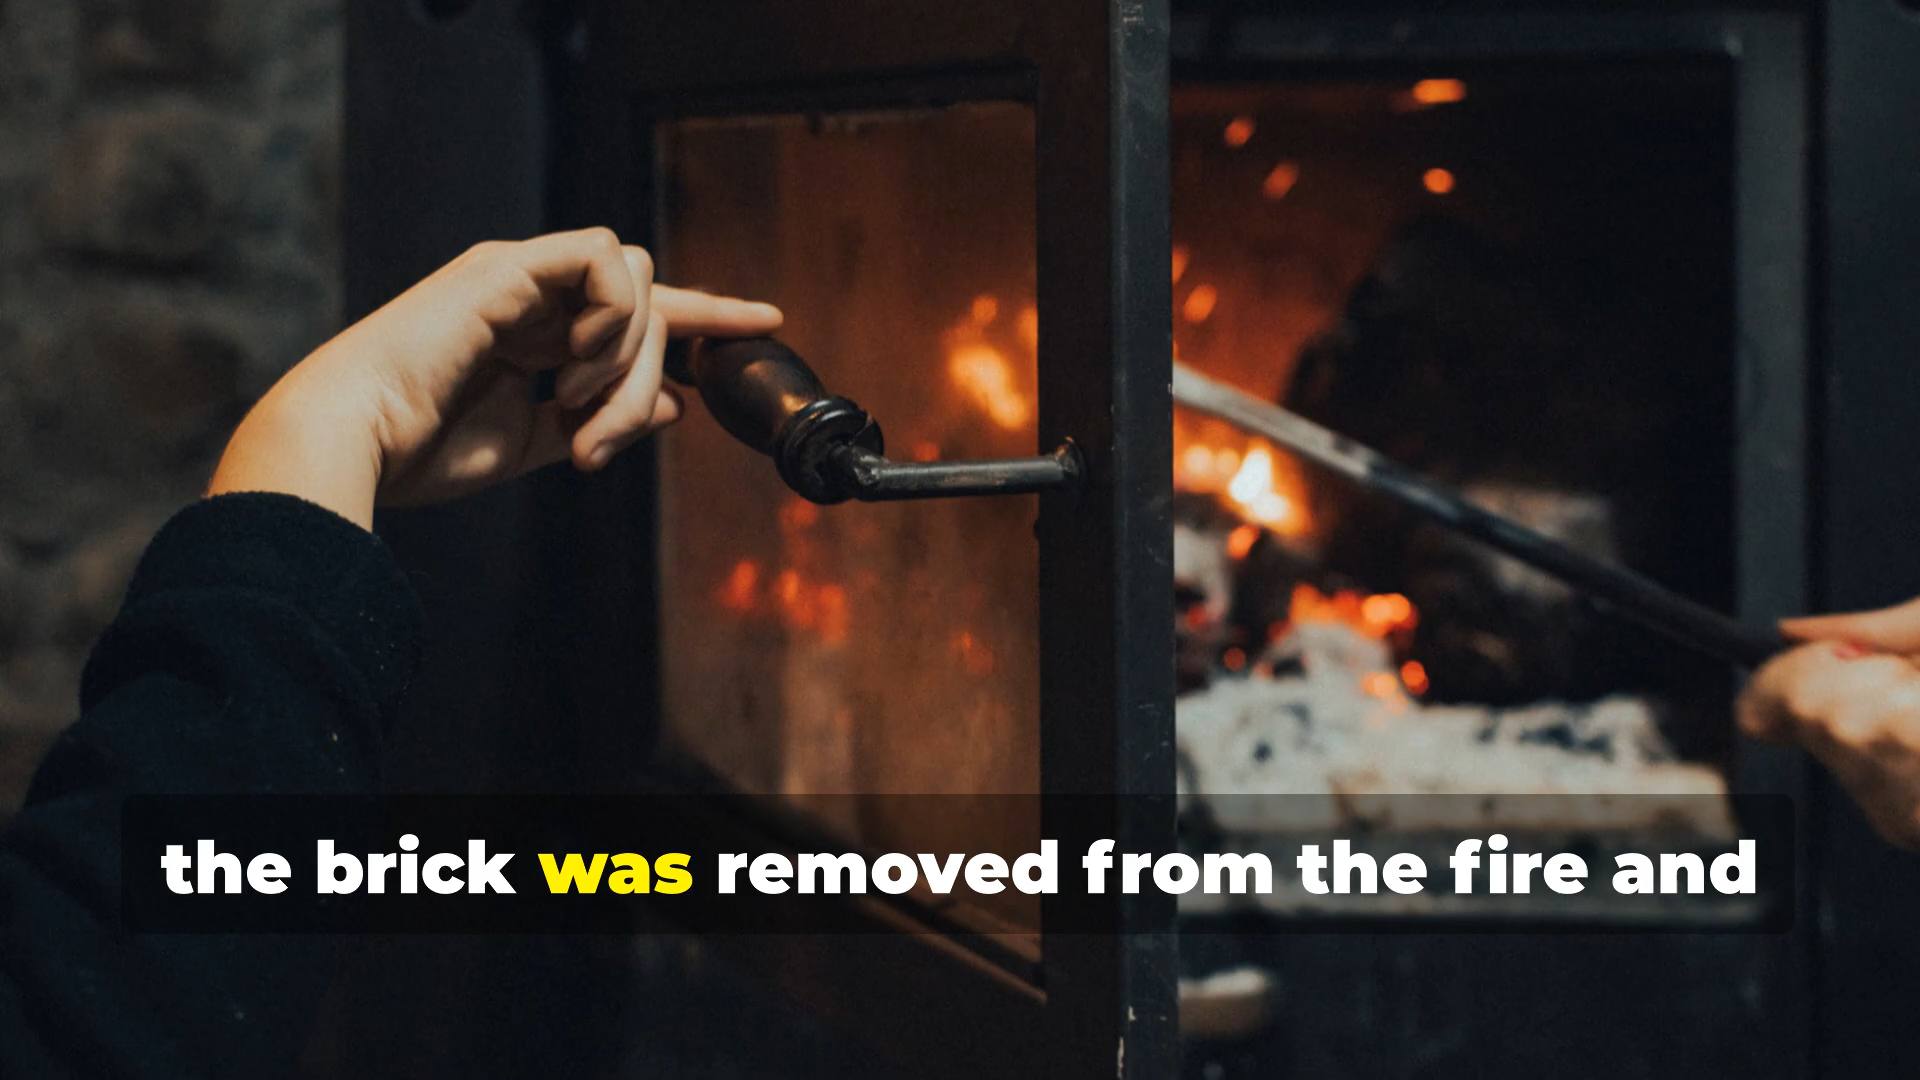 the brick was removed from the fire and